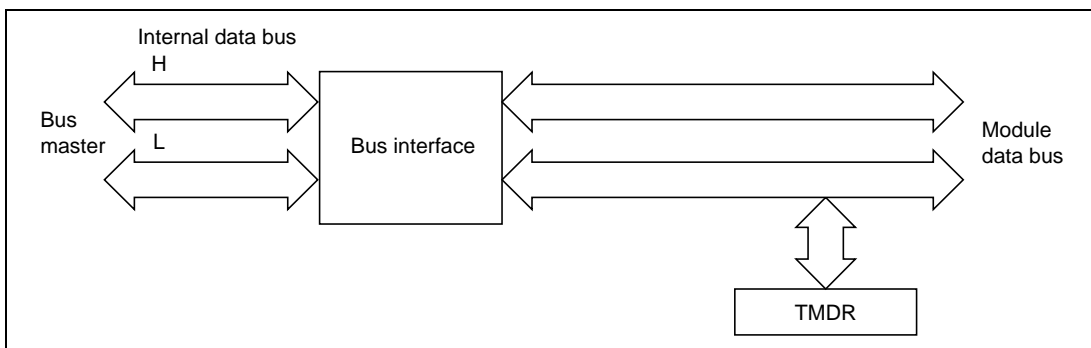 Internal data bus
H
Bus
master
L
Bus interface
Module
data bus
TMDR